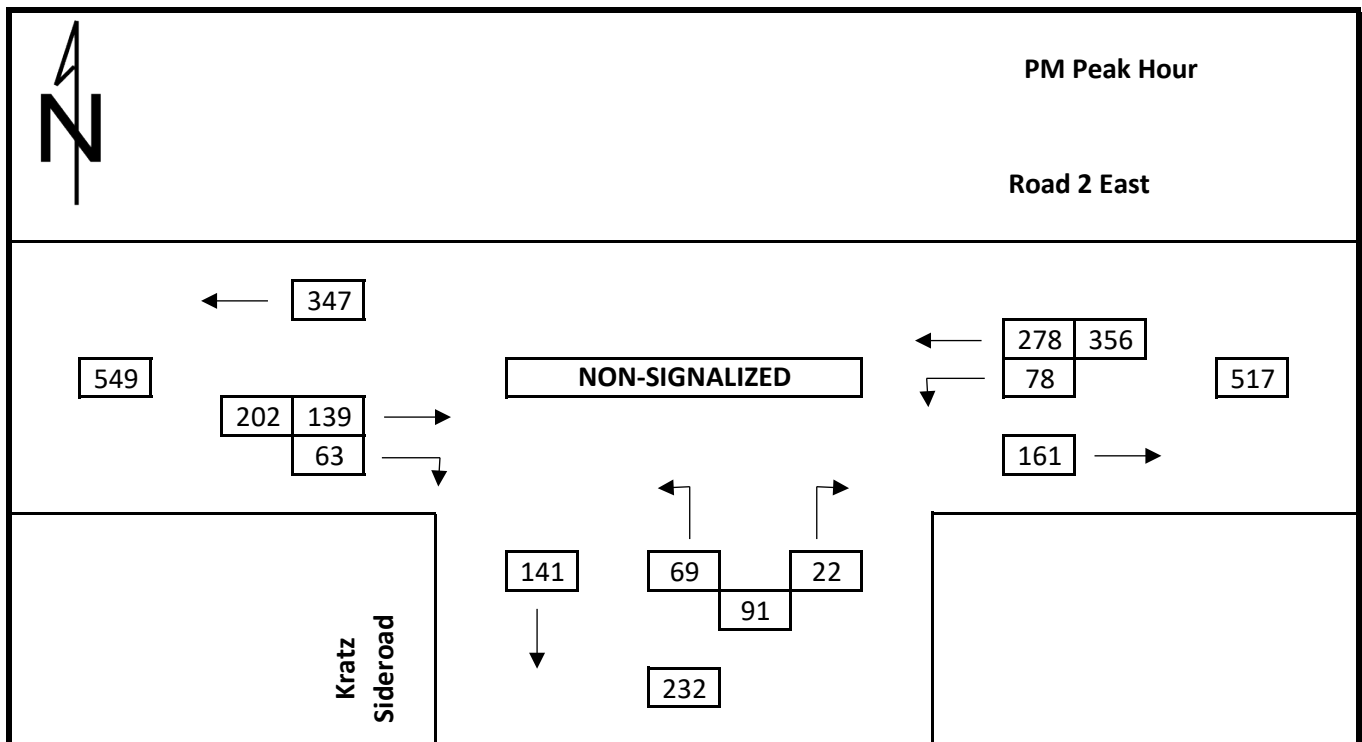 N
PM Peak Hour
Road 2 East
347
278 356
549
NON-SIGNALIZED
78
517
202 139
63
161
141
69
22
91
Kratz
Sideroad
232